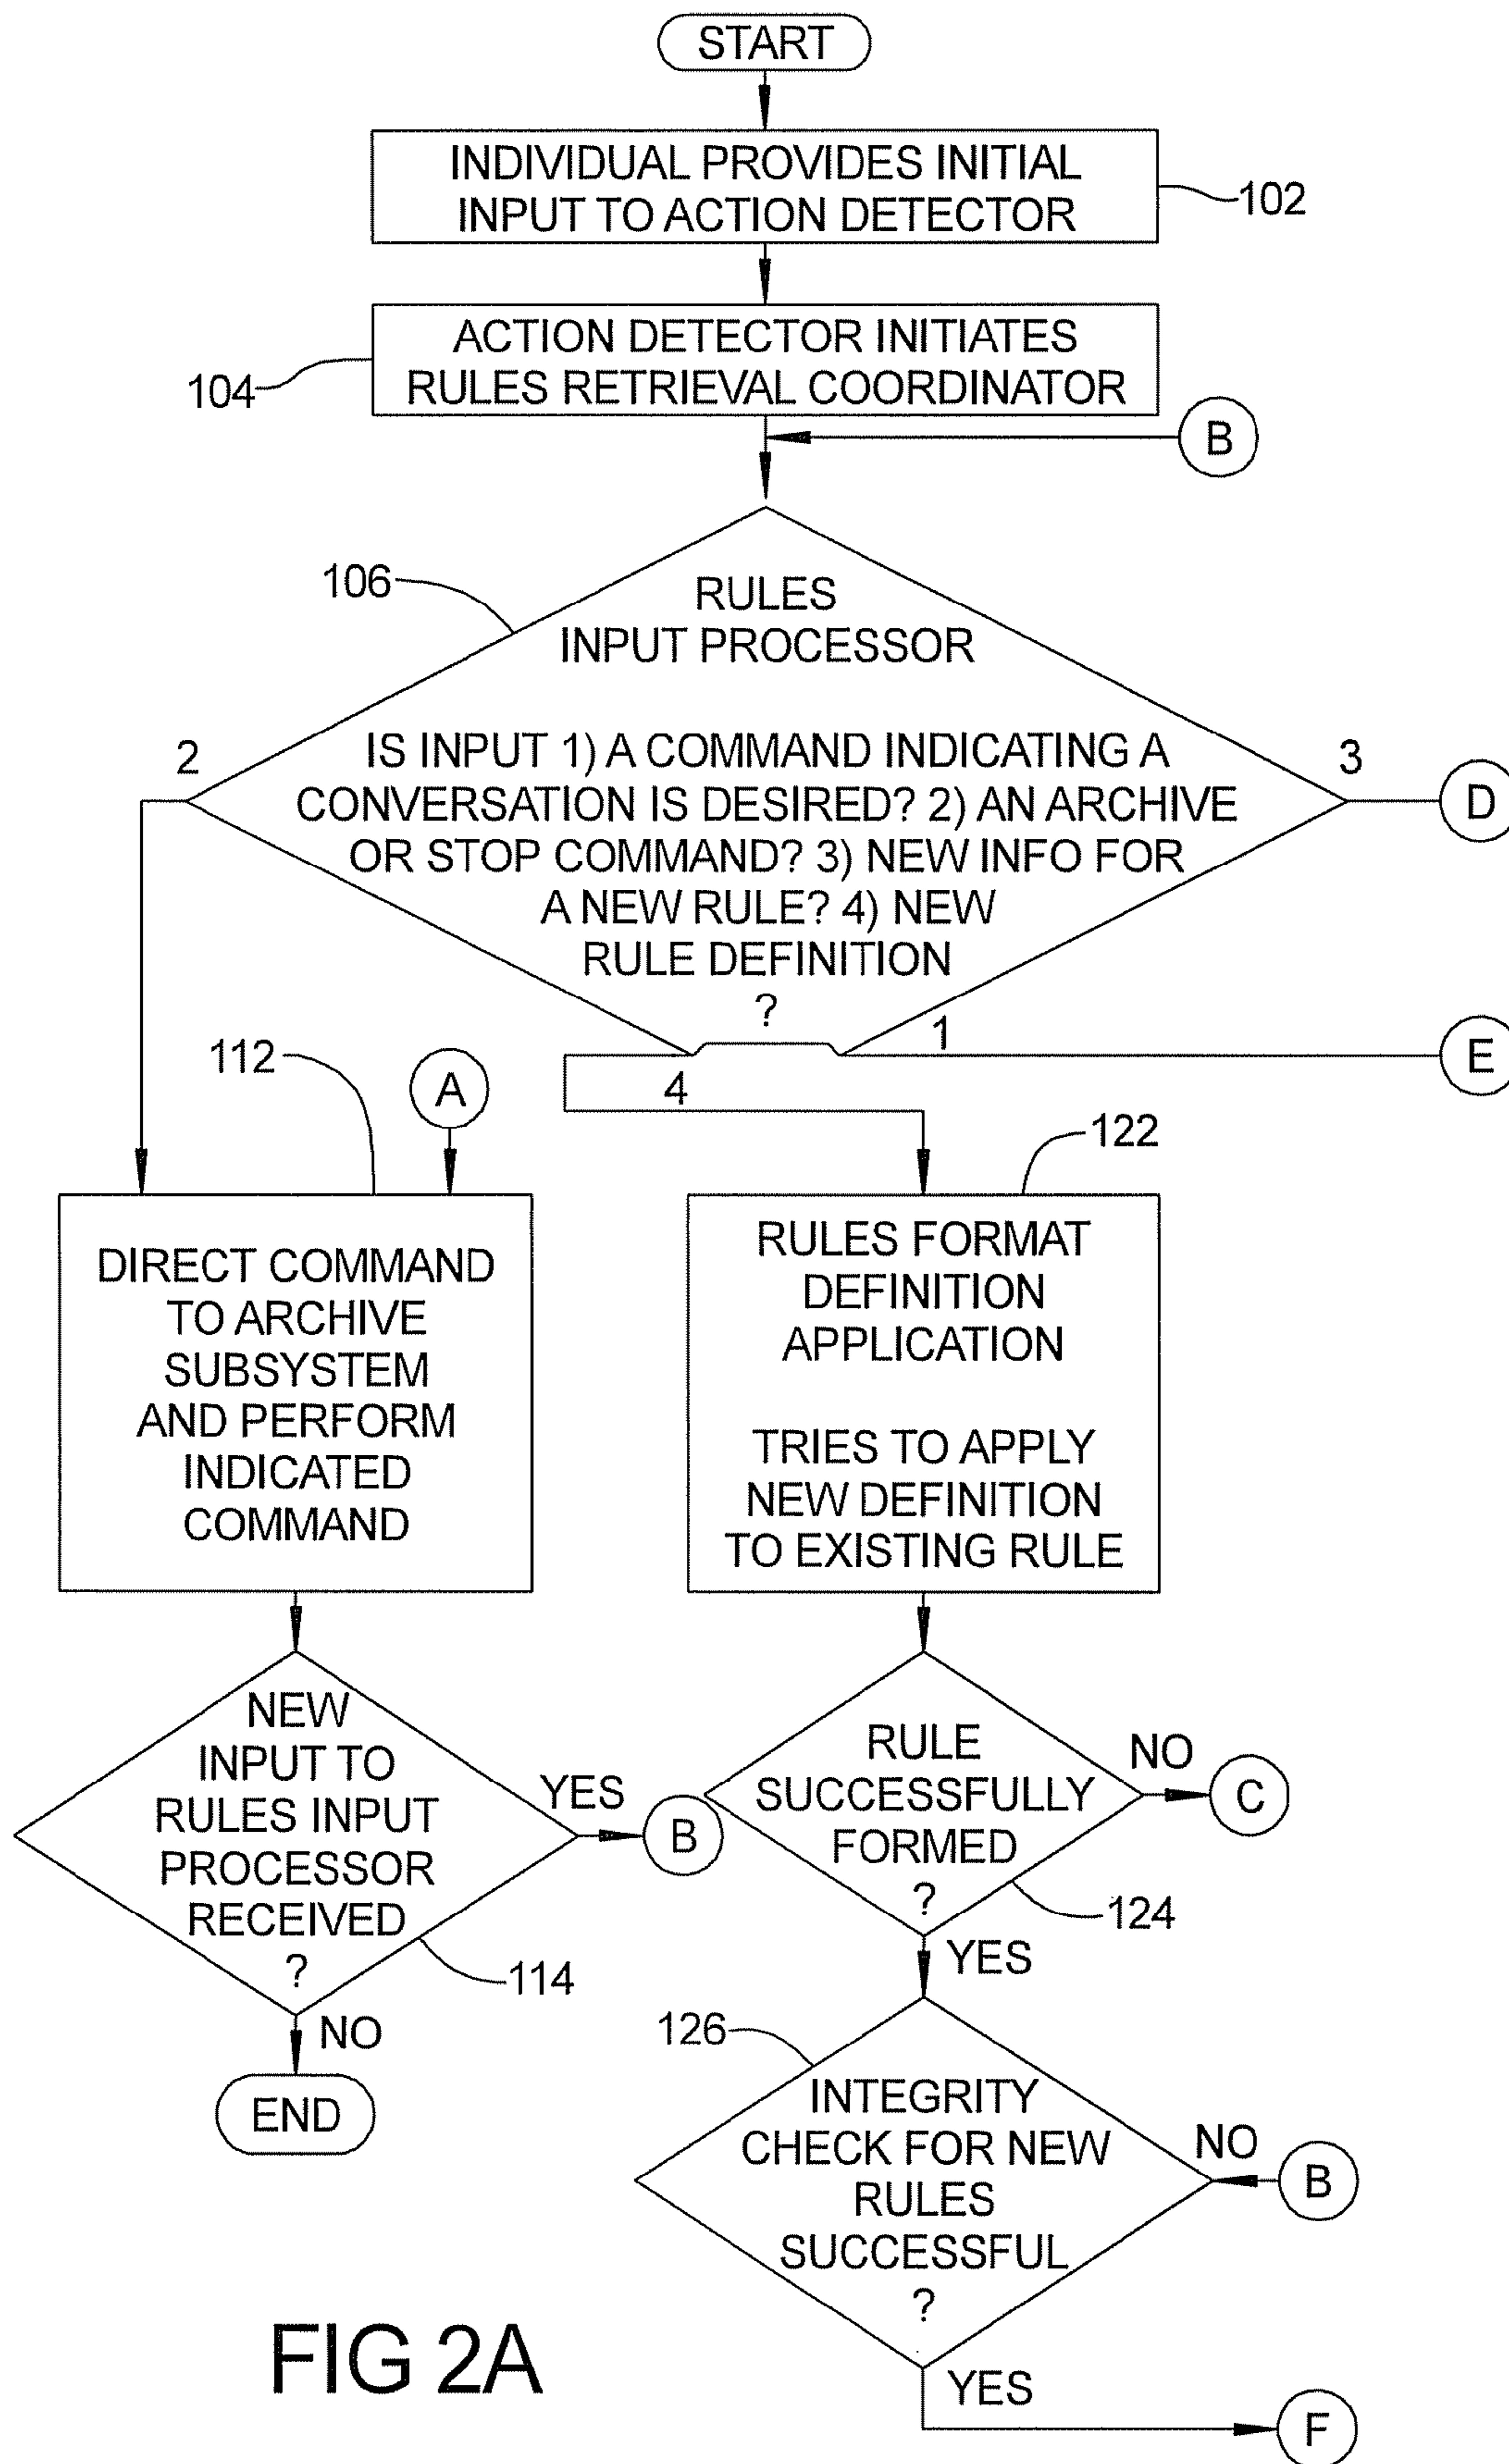 START
INDIVIDUAL PROVIDES INITIAL
INPUT TO ACTION DETECTOR
102
ACTION DETECTOR INITIATES
RULES RETRIEVAL COORDINATOR
104
B
106
RULES
INPUT PROCESSOR
2
3
IS INPUT 1) A COMMAND INDICATING A
CONVERSATION IS DESIRED? 2) AN ARCHIVE
OR STOP COMMAND? 3) NEW INFO FOR
A NEW RULE? 4) NEW
RULE DEFINITION
?
D
1
E
4
112
A
122
DIRECT COMMAND
TO ARCHIVE
SUBSYSTEM
AND PERFORM
INDICATED
COMMAND
RULES FORMAT
DEFINITION
APPLICATION
TRIES TO APPLY
NEW DEFINITION
TO EXISTING RULE
NEW
INPUT TO
RULES INPUT
PROCESSOR
RECEIVED
?
YES
B
114
NO
END
RULE
SUCCESSFULLY
FORMED
?
NO
C
124
YES
126
INTEGRITY
CHECK FOR NEW
RULES
SUCCESSFUL
?
NO
B
YES
F
FIG 2A